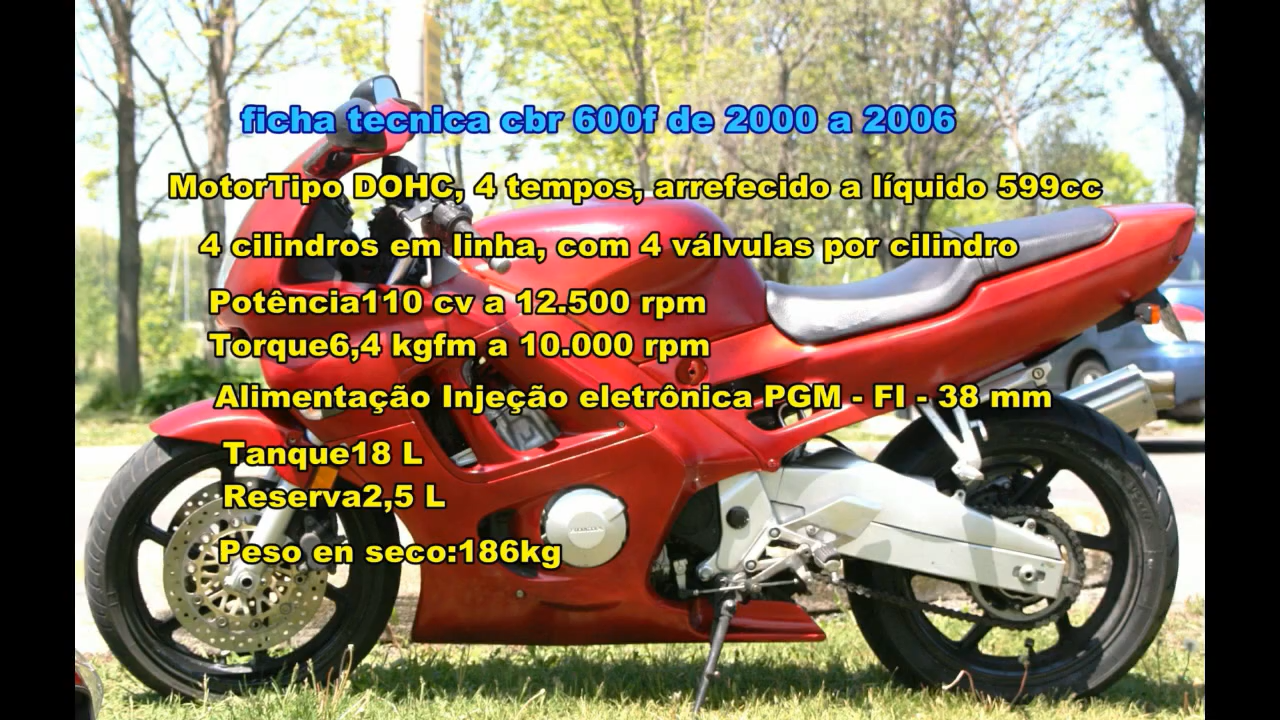 ficha tecnica cbr 600f de 2000 a 2006
MotorTipo DOHC, 4 tempos, arrefecido a líquido 599cc
4 cilindros em linha, com 4 válvulas por cilindro
Potência110 cv a 12.500 rpm
Torque6,4 kgfm a 10.000 rpm
Alimentação Injeção eletrônica PGM - FI - 38 mm
Tanque18 L
Reserva2,5 L
Peso en seco:186kg